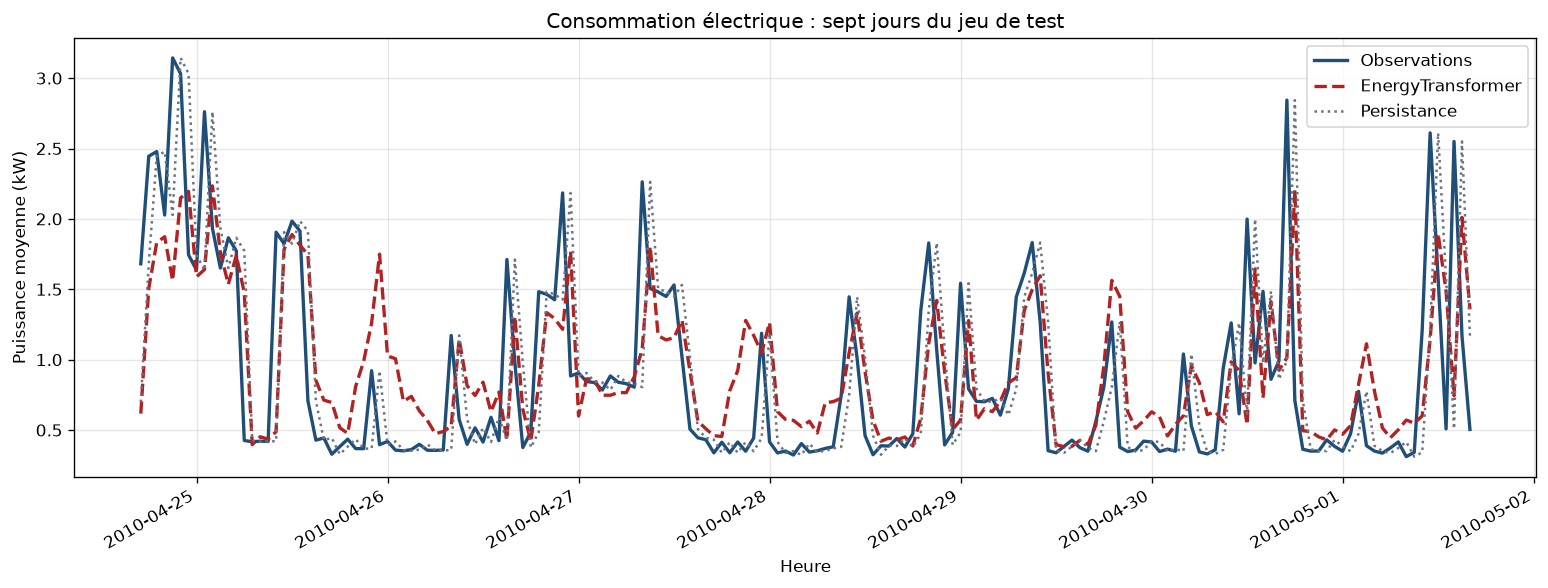 Consommation électrique : sept jours du jeu de test
Observations
EnergyTransformer
Persistance
Puissance moyenne (kW)
3.0
2.5
2.0
1.5
1.0
0.5
2010-04-25
2010-04-26
2010-04-27
2010-04-28
2010-04-29
2010-04-30
2010-05-01
2010-05-02
Heure